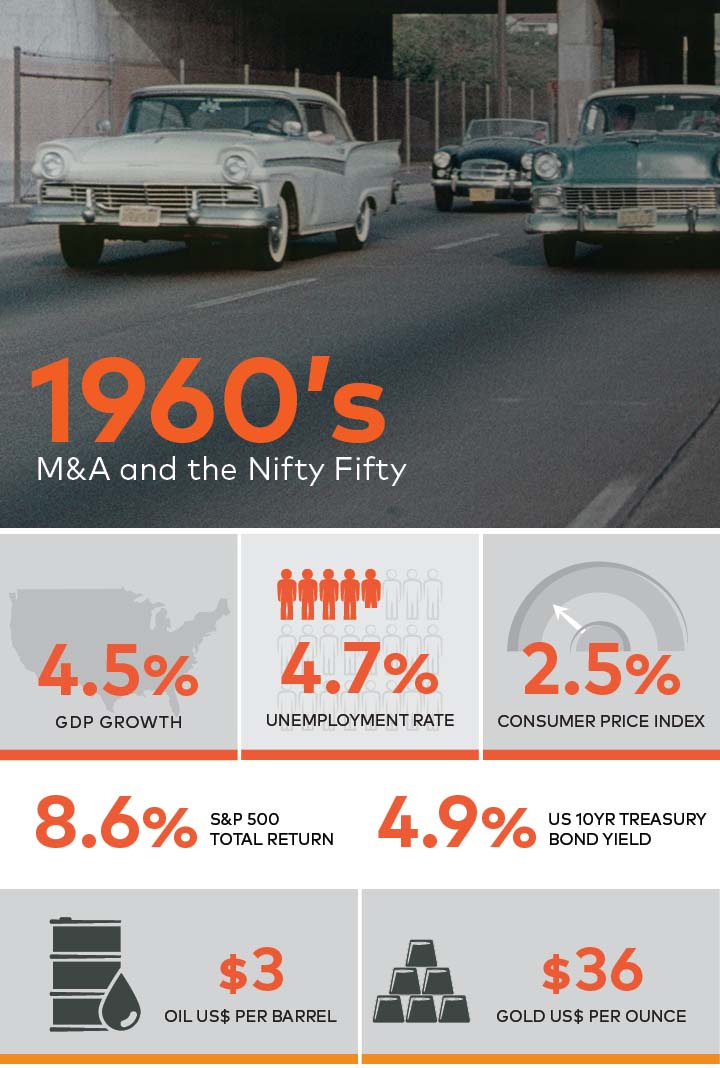 1960's
M&A and the Nifty Fifty
4.5%
GDP GROWTH
4.7%
UNEMPLOYMENT RATE
2.5%
CONSUMER PRICE INDEX
8.6%
S&P 500
TOTAL RETURN
4.9%
US 10YR TREASURY
BOND YIELD
$3
OIL US$ PER BARREL
$36
GOLD US$ PER OUNCE